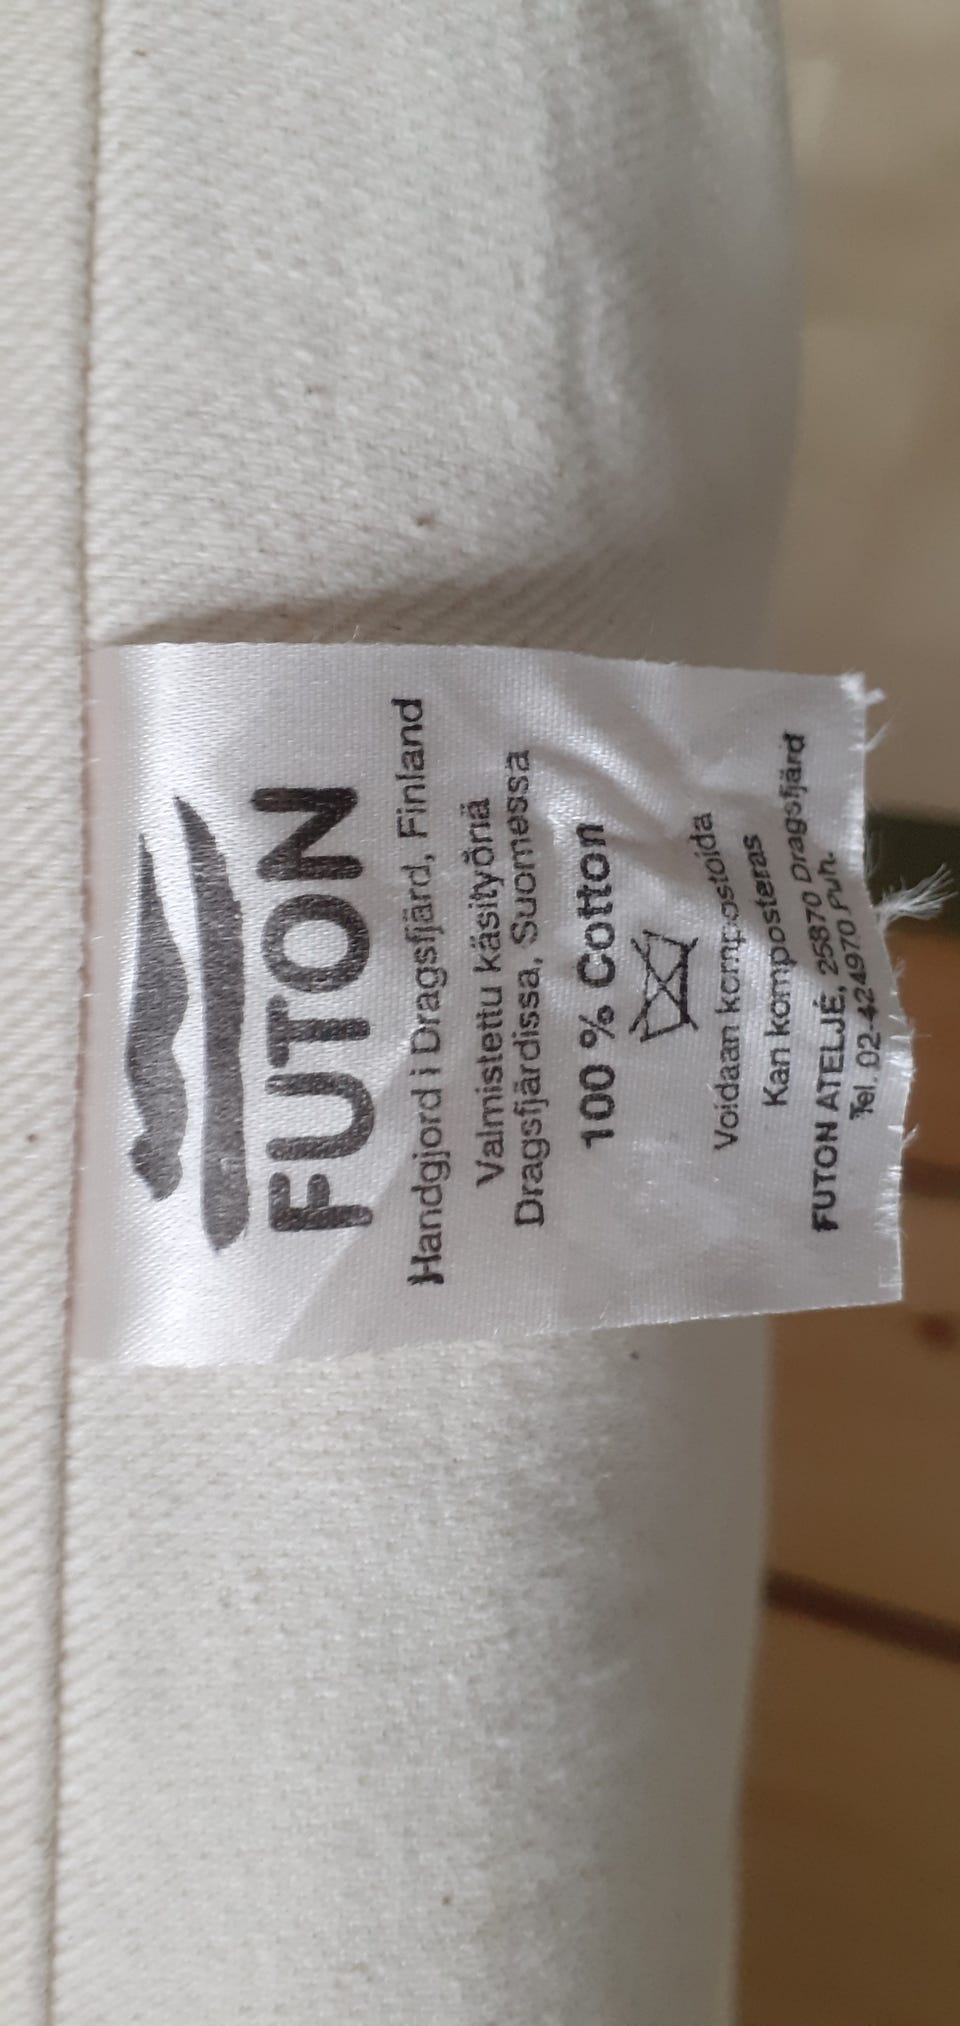 FUTON
Handgjord i Dragsfjärd, Finland
Valmistettu käsityönä
Dragsfjärdissa, Suomessa
100 % Cotton
Voidaan kompostoida
Kan komposteras
FUTON ATELJÉ, 25870 Dragsfjärd
Tel. 02-424970 Puh.